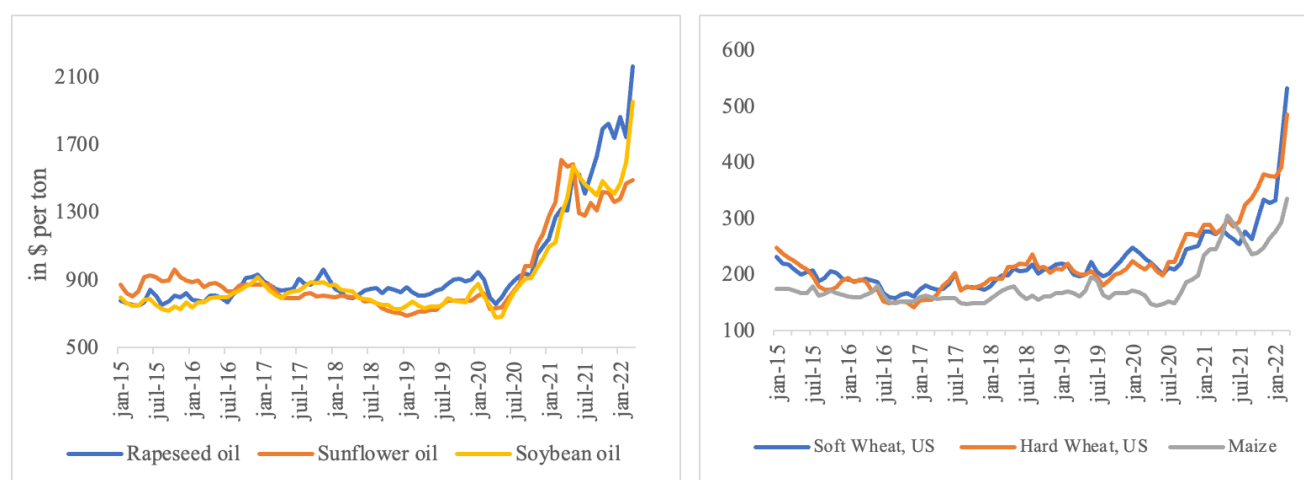 in $ per ton
2100
1700
1300
900
500
jan-15
juil-15
jan-16
juil-16
jan-17
juil-17
jan-18
juil-18
jan-19
juil-19
jan-20
juil-20
jan-21
juil-21
jan-22
Rapeseed oil Sunflower oil Soybean oil
600
500
400
300
200
100
jan-15
juil-15
jan-16
juil-16
jan-17
juil-17
jan-18
juil-18
jan-19
juil-19
jan-20
juil-20
jan-21
juil-21
jan-22
Soft Wheat, US Hard Wheat, US Maize